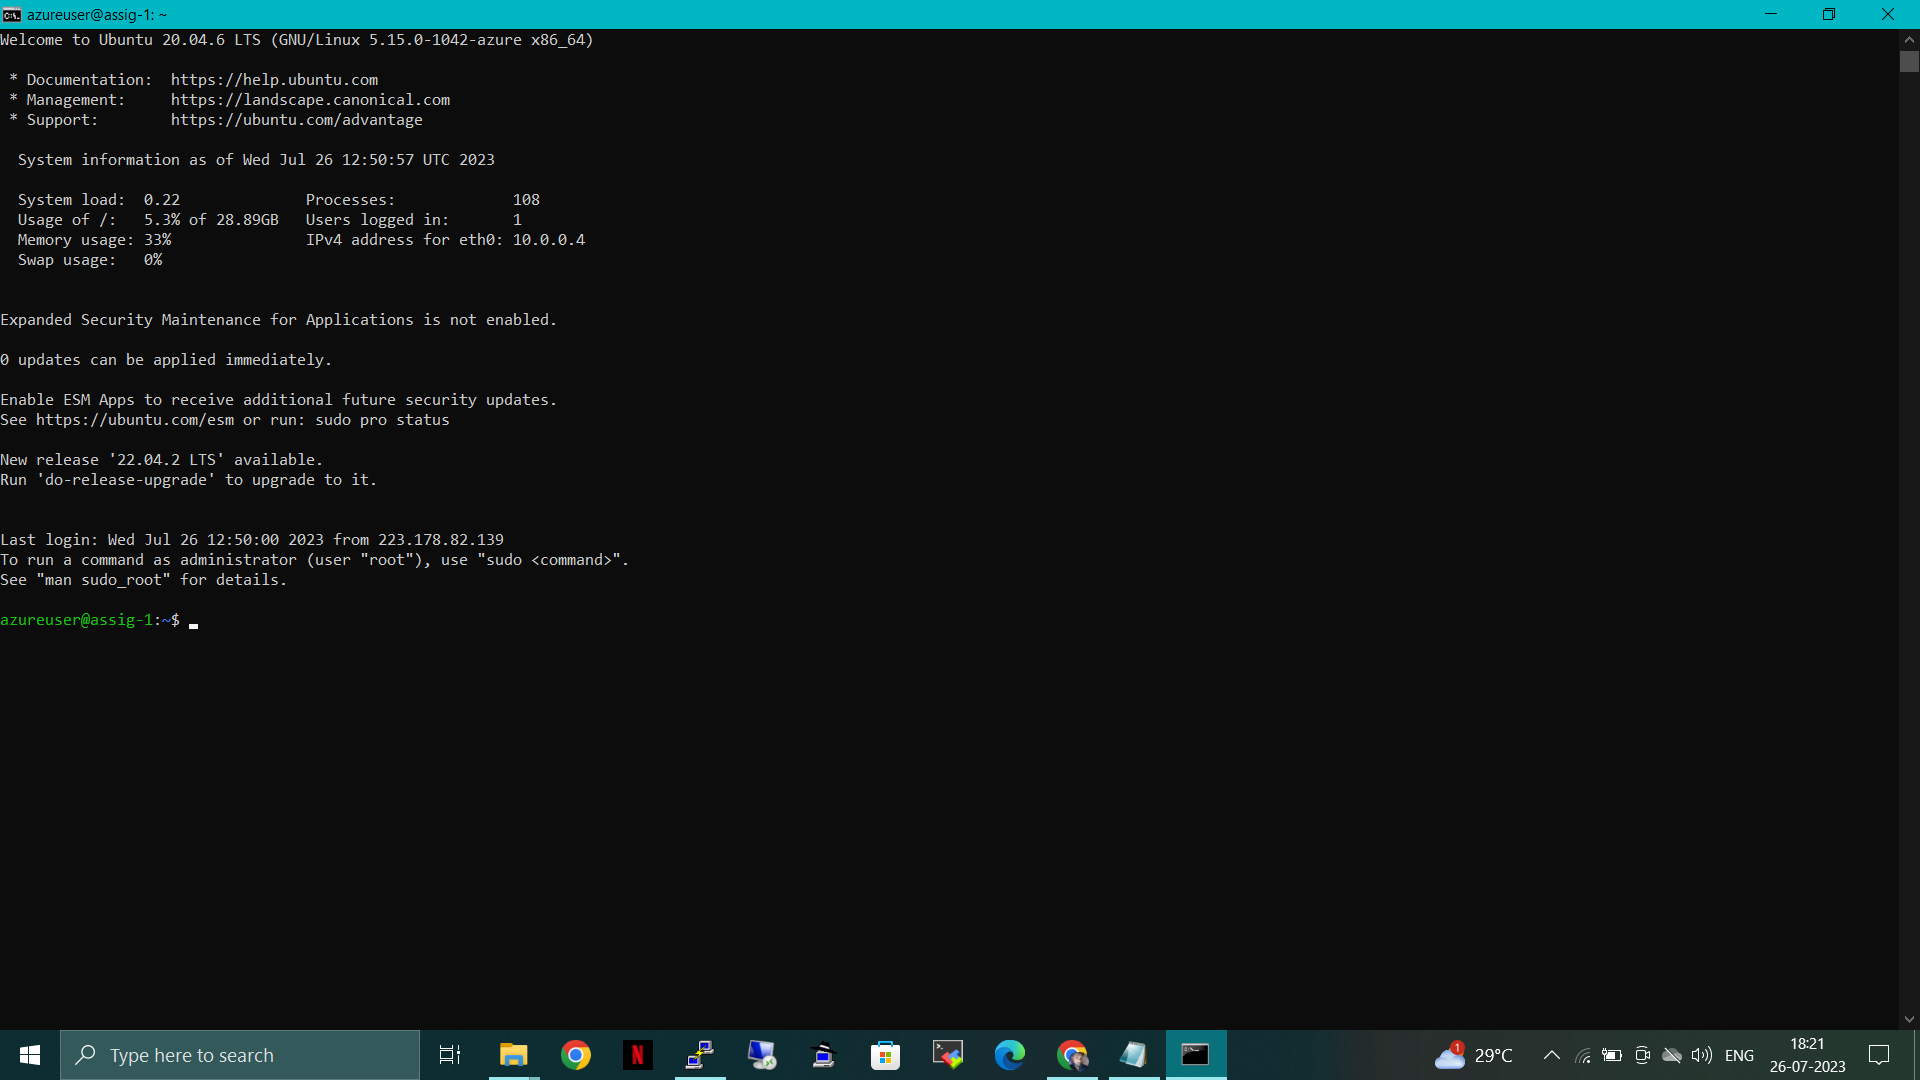 azureuser@assig-1: ~
Welcome to Ubuntu 20.04.6 LTS (GNU/Linux 5.15.0-1042-azure x86_64)
* Documentation:  https://help.ubuntu.com
* Management:     https://landscape.canonical.com
* Support:        https://ubuntu.com/advantage
System information as of Wed Jul 26 12:50:57 UTC 2023
System load:  0.22              Processes:             108
Usage of /:   5.3% of 28.89GB   Users logged in:       1
Memory usage: 33%               IPv4 address for eth0: 10.0.0.4
Swap usage:   0%
Expanded Security Maintenance for Applications is not enabled.
0 updates can be applied immediately.
Enable ESM Apps to receive additional future security updates.
See https://ubuntu.com/esm or run: sudo pro status
New release '22.04.2 LTS' available.
Run 'do-release-upgrade' to upgrade to it.
Last login: Wed Jul 26 12:50:00 2023 from 223.178.82.139
To run a command as administrator (user "root"), use "sudo <command>".
See "man sudo_root" for details.
azureuser@assig-1:~$
Type here to search
N
1
29°C
ENG
18:21
26-07-2023